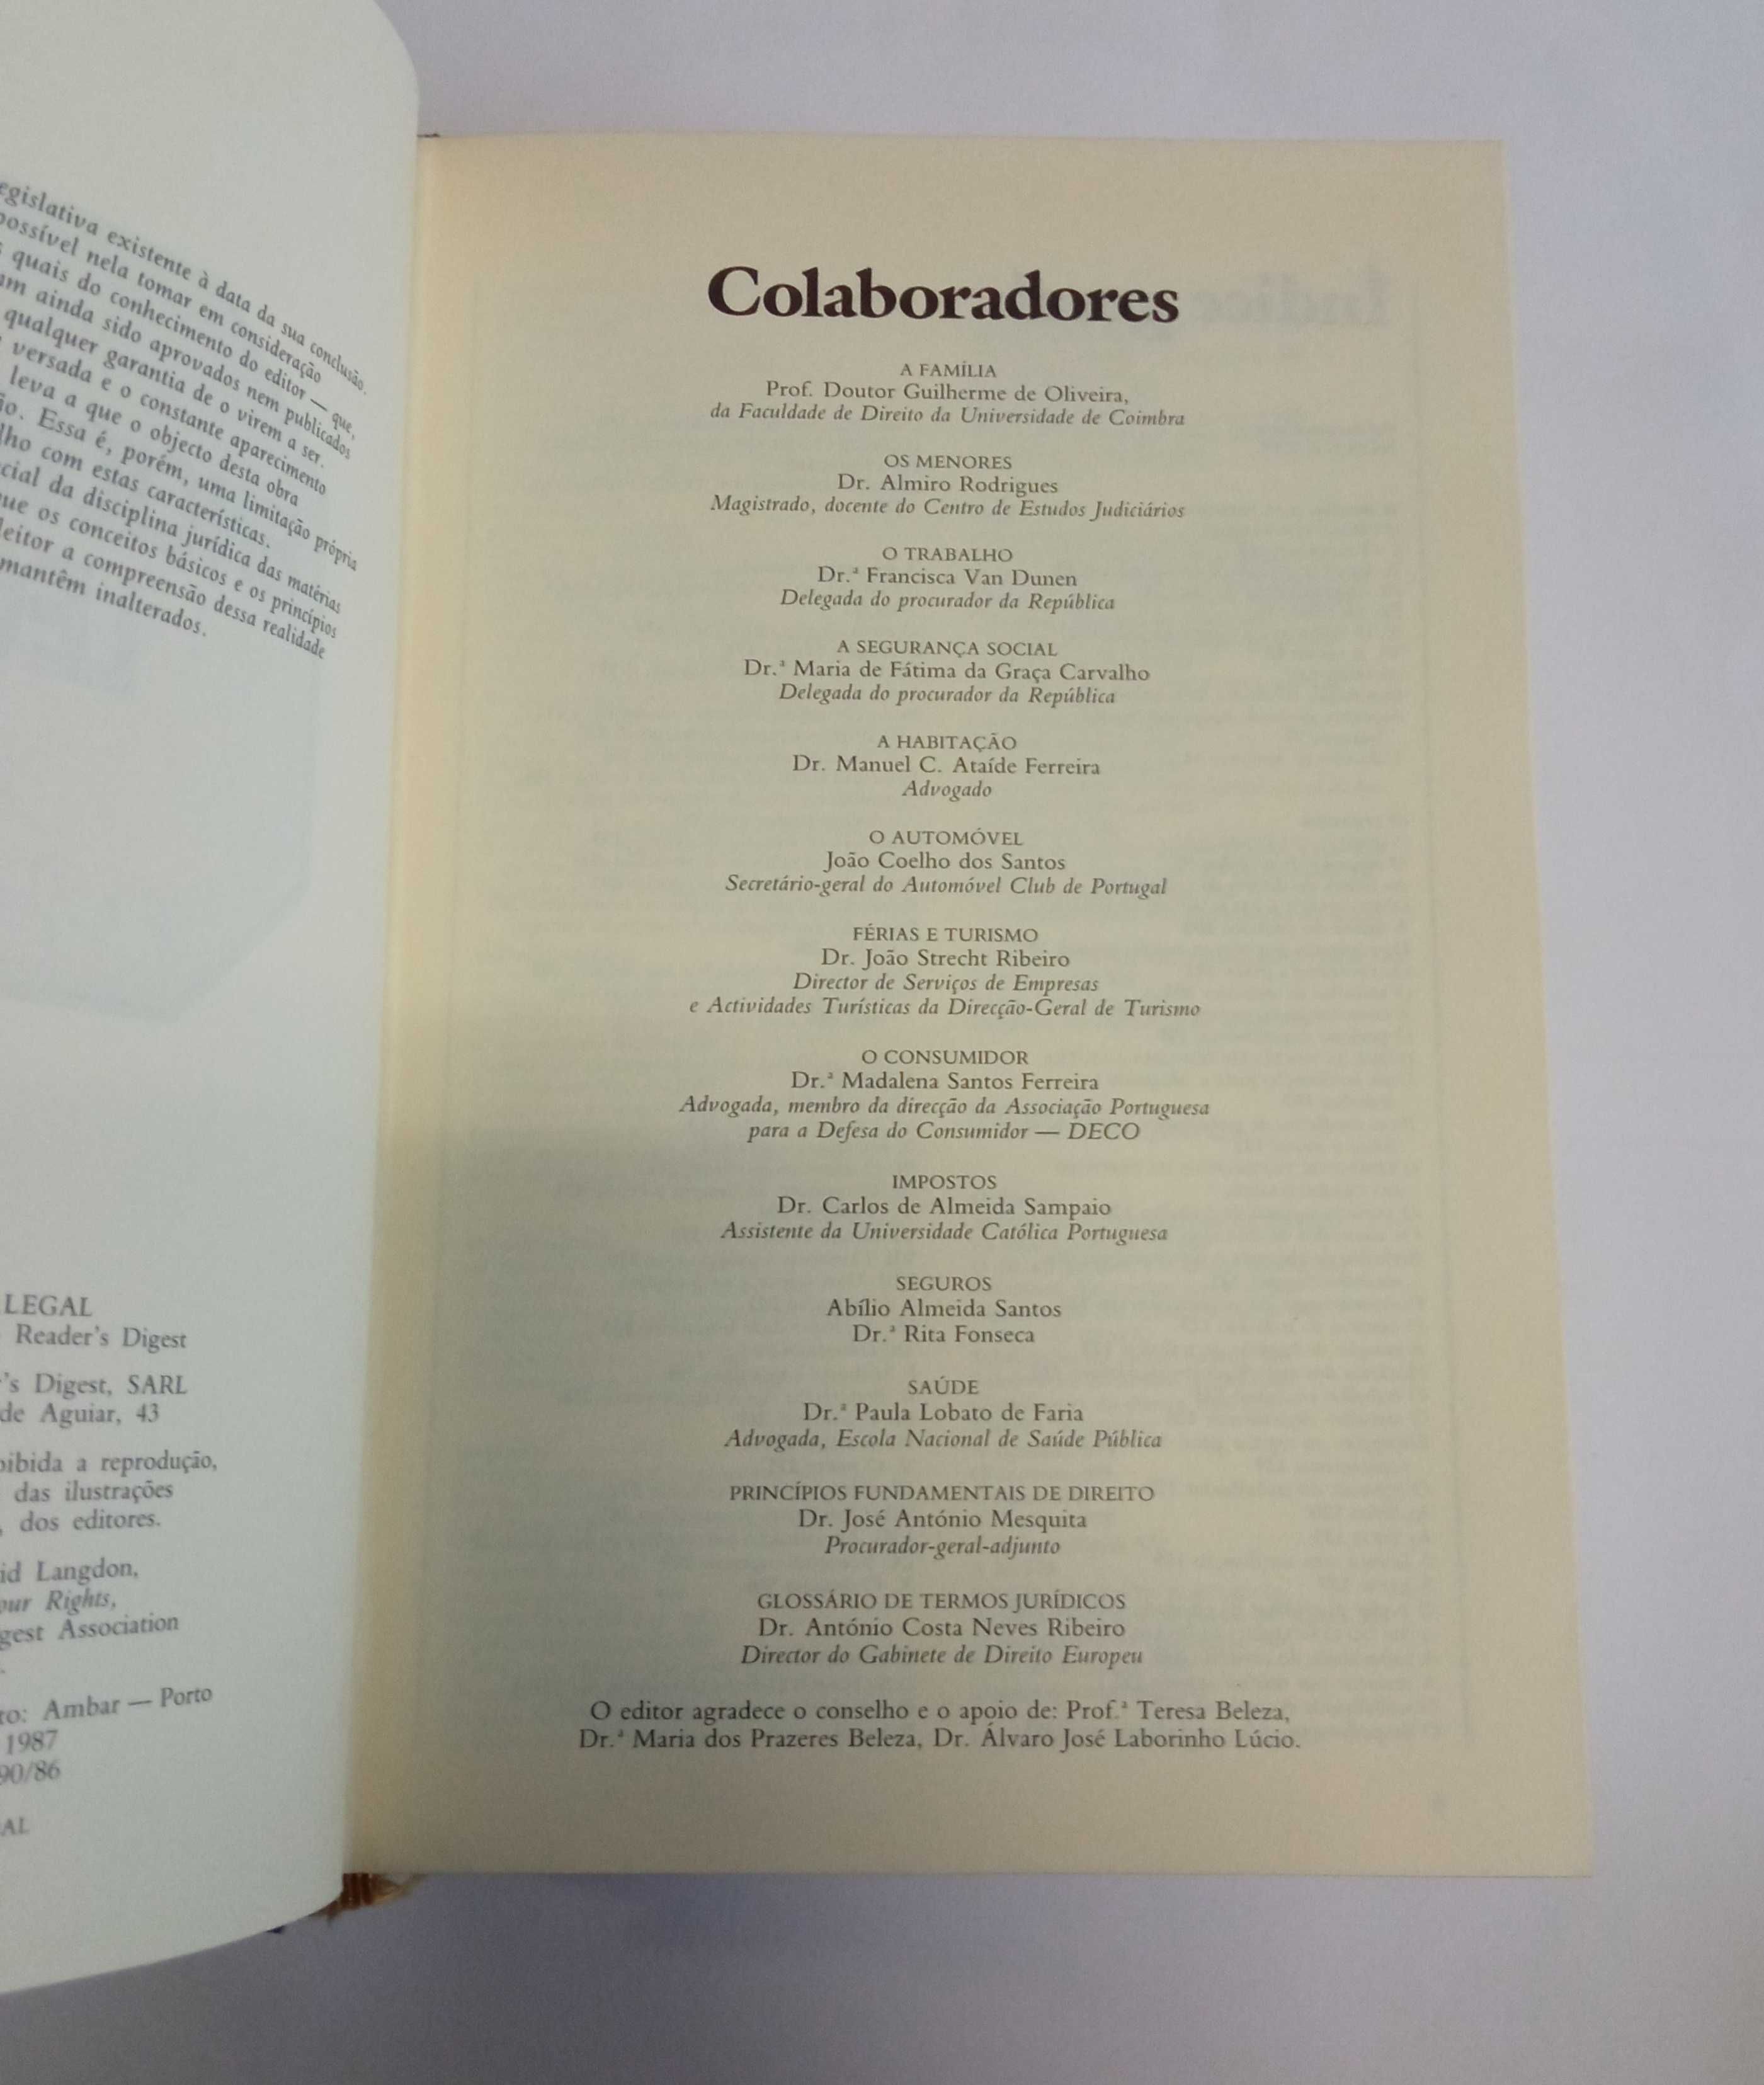 legislativa existente à data da sua conclusão.
possível nela tomar em consideração
quais do conhecimento do editor — que,
ainda sido aprovados nem publicados
qualquer garantia de o virem a ser.
versada e o constante aparecimento
leva a que o objecto desta obra
Essa é, porém, uma limitação própria
com estas características.
da disciplina jurídica das matérias
que os conceitos básicos e os princípios
leitor a compreensão dessa realidade
mantêm inalterados.
LEGAL
Reader's Digest
Digest, SARL
de Aguiar, 43
a reprodução,
das ilustrações
dos editores.
Langdon,
Rights,
Association
Ambar — Porto
1987
90/86
Colaboradores
A FAMÍLIA
Prof. Doutor Guilherme de Oliveira,
da Faculdade de Direito da Universidade de Coimbra
OS MENORES
Dr. Almiro Rodrigues
Magistrado, docente do Centro de Estudos Judiciários
O TRABALHO
Dr.ª Francisca Van Dunen
Delegada do procurador da República
A SEGURANÇA SOCIAL
Dr.ª Maria de Fátima da Graça Carvalho
Delegada do procurador da República
A HABITAÇÃO
Dr. Manuel C. Ataíde Ferreira
Advogado
O AUTOMÓVEL
João Coelho dos Santos
Secretário-geral do Automóvel Club de Portugal
FÉRIAS E TURISMO
Dr. João Strecht Ribeiro
Director de Serviços de Empresas
e Actividades Turísticas da Direcção-Geral de Turismo
O CONSUMIDOR
Dr.ª Madalena Santos Ferreira
Advogada, membro da direcção da Associação Portuguesa
para a Defesa do Consumidor — DECO
IMPOSTOS
Dr. Carlos de Almeida Sampaio
Assistente da Universidade Católica Portuguesa
SEGUROS
Abílio Almeida Santos
Dr.ª Rita Fonseca
SAÚDE
Dr.ª Paula Lobato de Faria
Advogada, Escola Nacional de Saúde Pública
PRINCÍPIOS FUNDAMENTAIS DE DIREITO
Dr. José António Mesquita
Procurador-geral-adjunto
GLOSSÁRIO DE TERMOS JURÍDICOS
Dr. António Costa Neves Ribeiro
Director do Gabinete de Direito Europeu
O editor agradece o conselho e o apoio de: Prof.ª Teresa Beleza,
Dr.ª Maria dos Prazeres Beleza, Dr. Álvaro José Laborinho Lúcio.